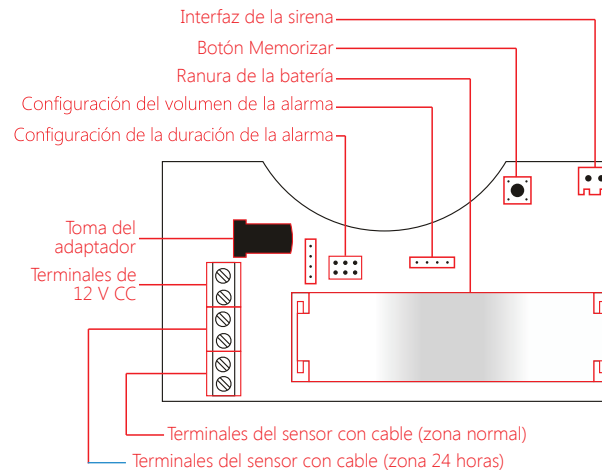 Interfaz de la sirena
Botón Memorizar
Ranura de la batería
Configuración del volumen de la alarma
Configuración de la duración de la alarma
Toma del
adaptador
Terminales de
12 V CC
Terminales del sensor con cable (zona normal)
Terminales del sensor con cable (zona 24 horas)